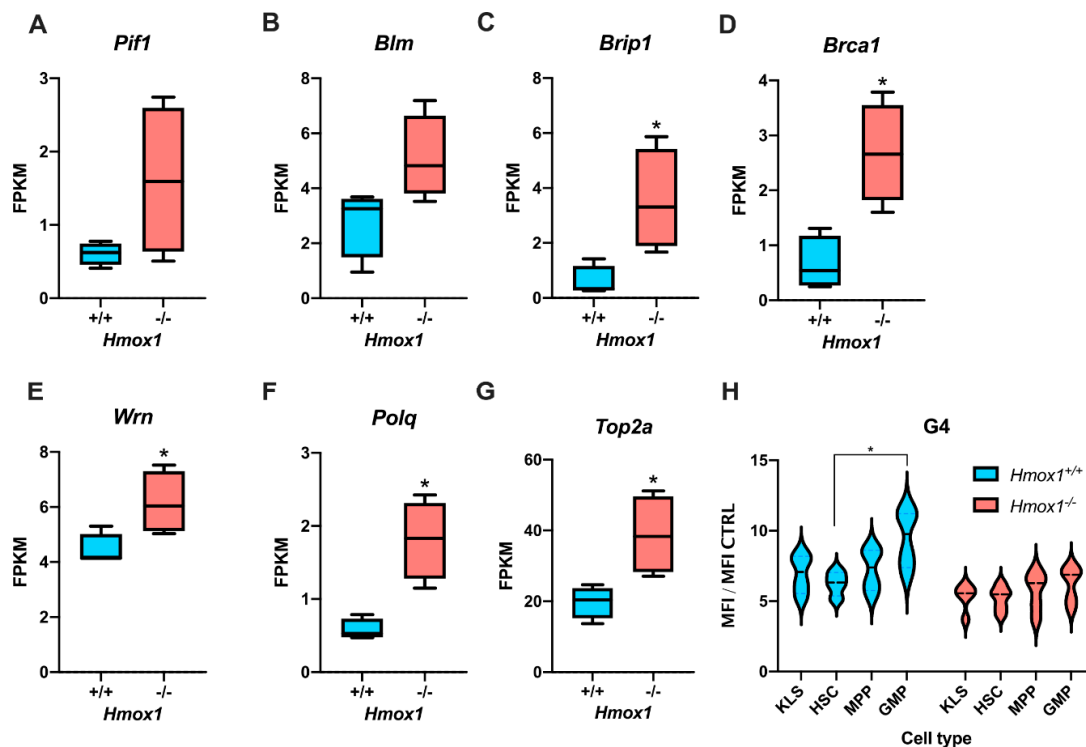 A
Pif1
FPKM
3
2
1
0
+/+
-/-
Hmox1
B
Blm
FPKM
8
6
4
2
0
+/+
-/-
Hmox1
C
Brip1
FPKM
8
6
4
2
0
*
+/+
-/-
Hmox1
D
Brca1
FPKM
4
3
2
1
0
*
+/+
-/-
Hmox1
E
Wrn
FPKM
8
6
4
2
0
*
+/+
-/-
Hmox1
F
Polq
FPKM
3
2
1
0
*
+/+
-/-
Hmox1
G
Top2a
FPKM
60
40
20
0
*
+/+
-/-
Hmox1
H
G4
MFI / MFI CTRL
15
10
5
0
*
Hmox1+/+
Hmox1-/-
KLS
HSC
MPP
GMP
KLS
HSC
MPP
GMP
Cell type